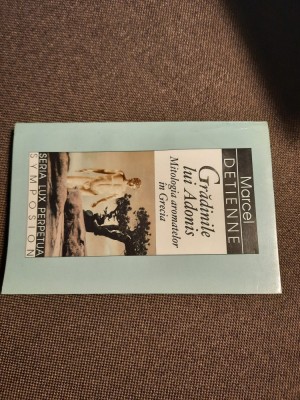 Marcel
DETIENNE
Grădinile
lui Adonis
Mitologia aromatelor
în Grecia
SERIA LUX PERPETUA
SYMPOSION